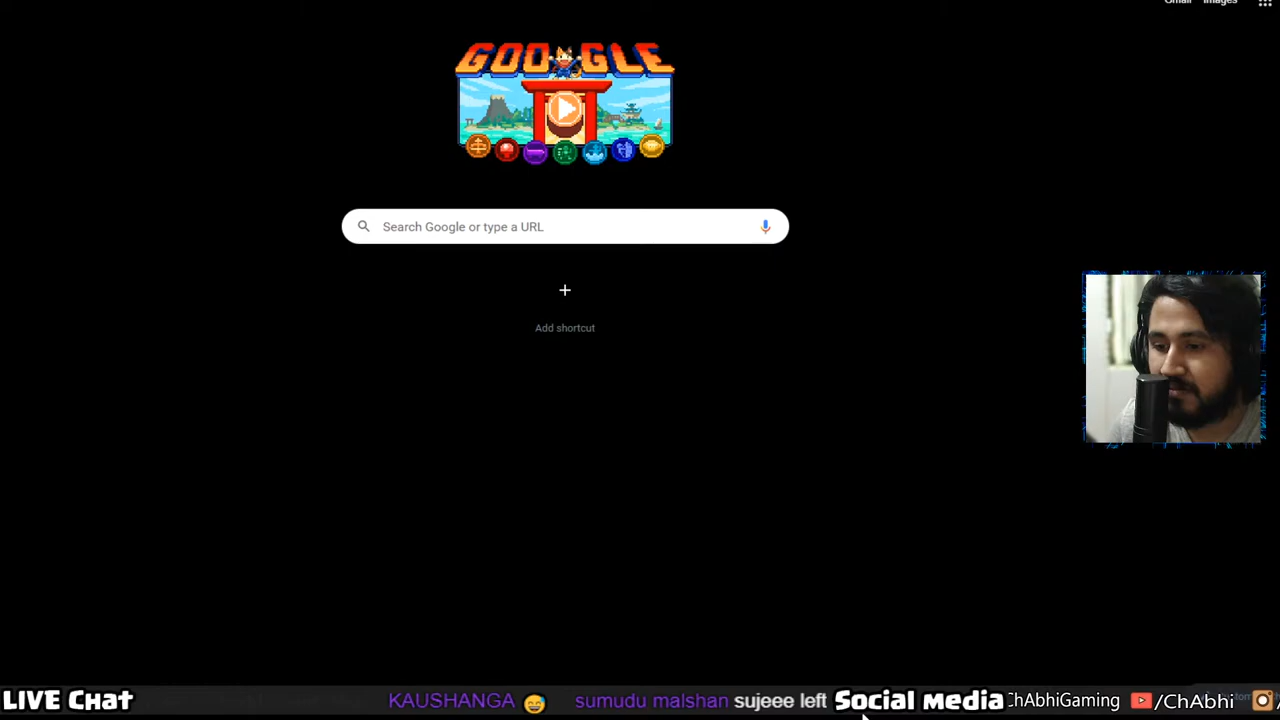 Gmail Images
GOOGLE
Search Google or type a URL
Add shortcut
LIVE Chat KAUSHANGA 😅 sumudu malshan sujeee left Social Media ChAbhiGaming /ChAbhi